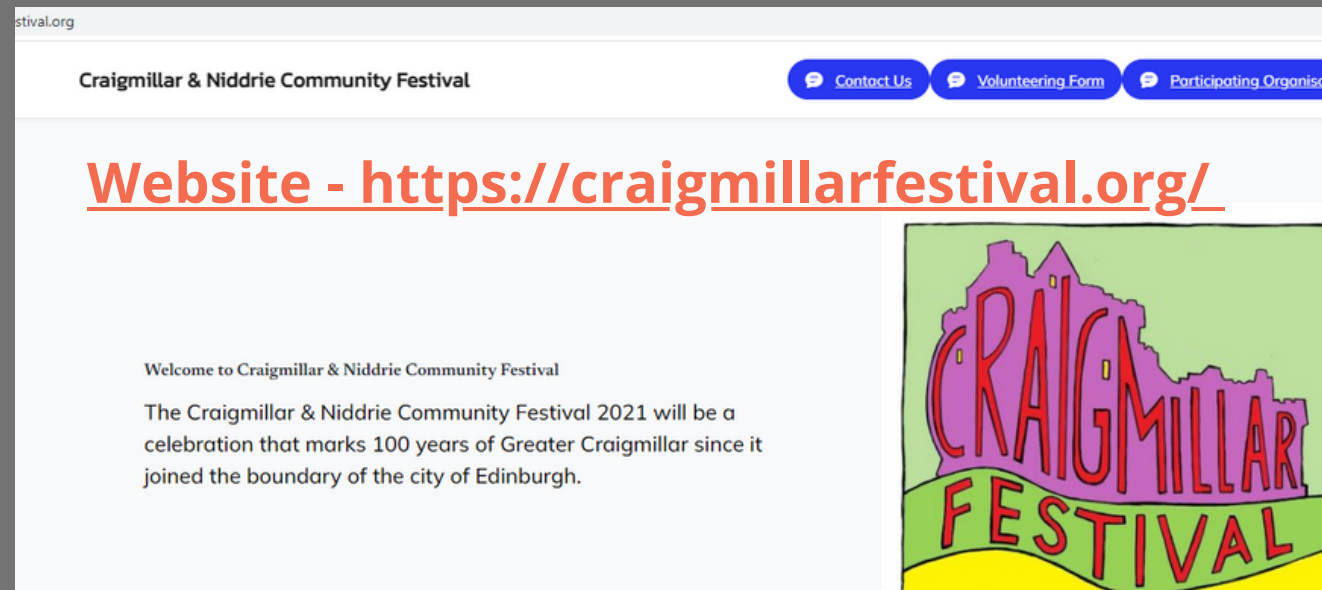 stival.org
Craigmillar & Niddrie Community Festival
Contact Us
Volunteering Form
Participating Organisa
Website - https://craigmillarfestival.org/
Welcome to Craigmillar & Niddrie Community Festival
The Craigmillar & Niddrie Community Festival 2021 will be a
celebration that marks 100 years of Greater Craigmillar since it
joined the boundary of the city of Edinburgh.
CRAIGMILLAR
FESTIVAL